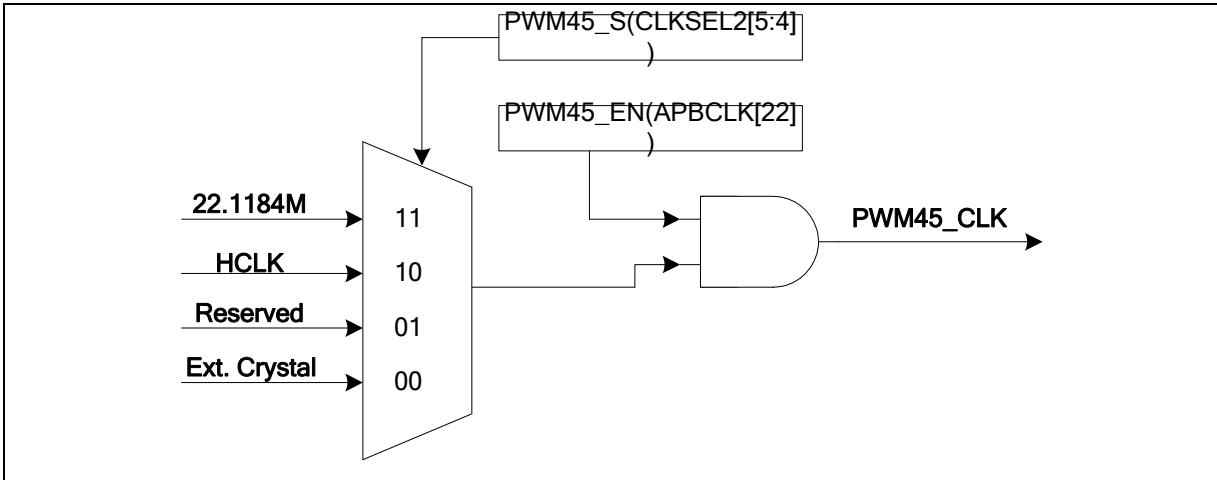 PWM45_S(CLKSEL2[5:4]
)
PWM45_EN(APBCLK[22]
)
22.1184M
11
PWM45_CLK
HCLK
10
Reserved
01
Ext. Crystal
00